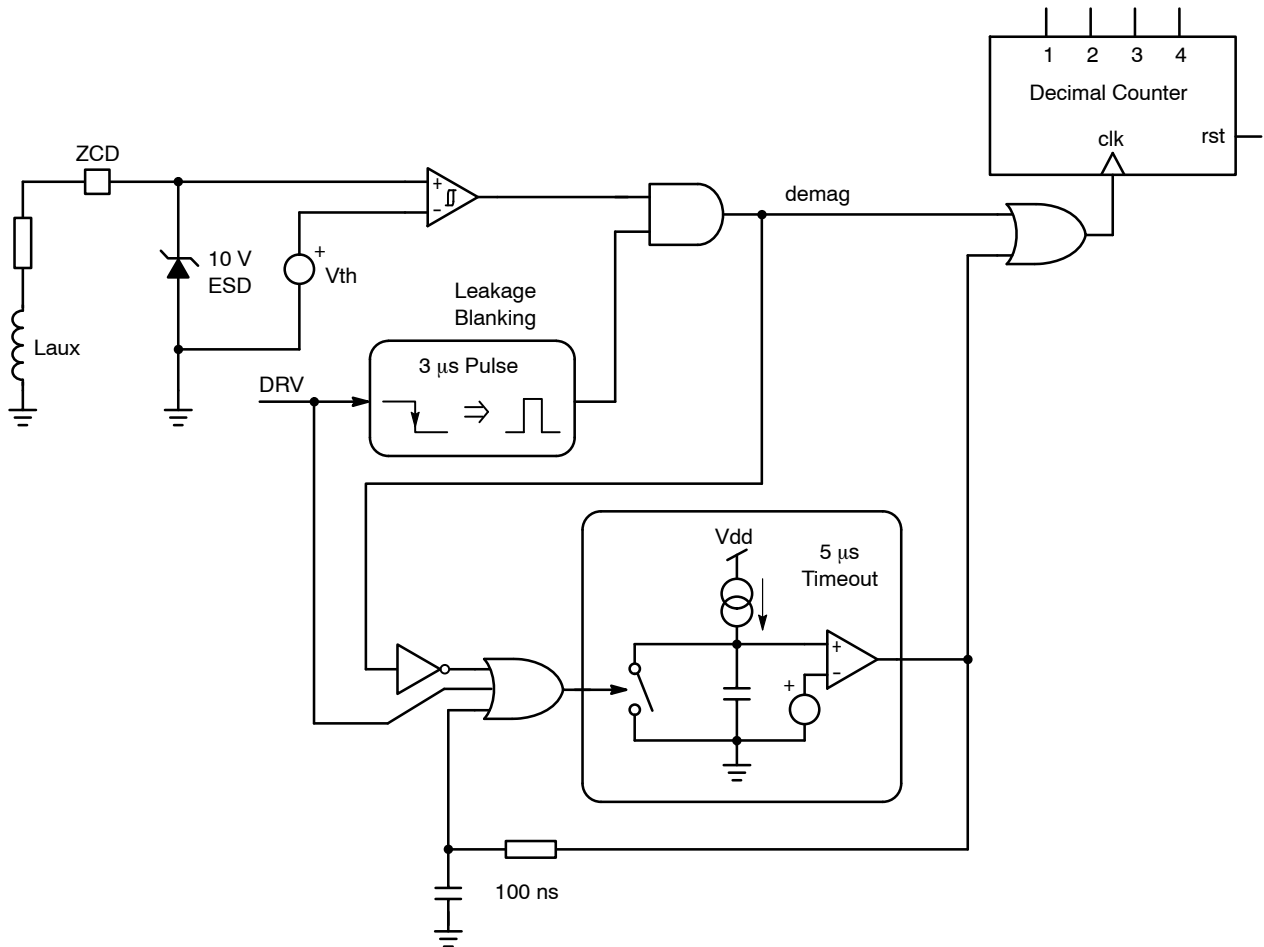 1 2 3 4
Decimal Counter
clk
rst
ZCD
+
−
demag
10 V
ESD
+
Vth
Laux
Leakage
Blanking
3 μs Pulse
DRV
⇒
Vdd
5 μs
Timeout
+
−
+
100 ns